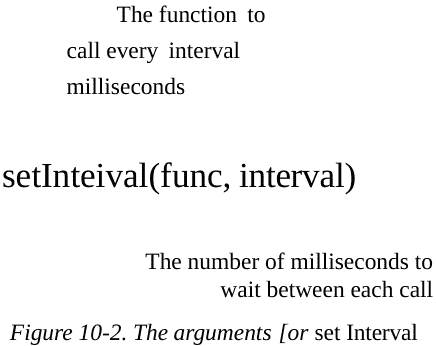 The function to
call every interval
milliseconds
setInteival(func, interval)
The number of milliseconds to
wait between each call
Figure 10-2. The arguments [or set Interval